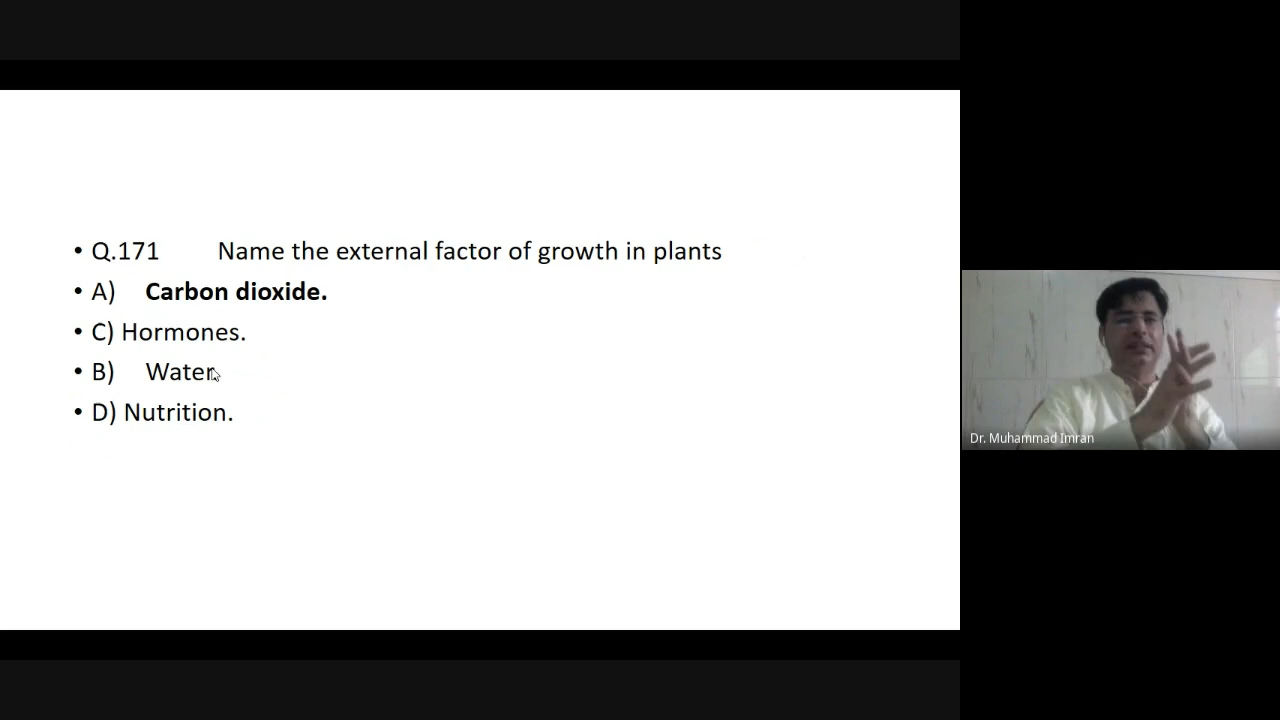 • Q.171 Name the external factor of growth in plants
• A) Carbon dioxide.
• C) Hormones.
• B) Water.
• D) Nutrition.
Dr. Muhammad Imran